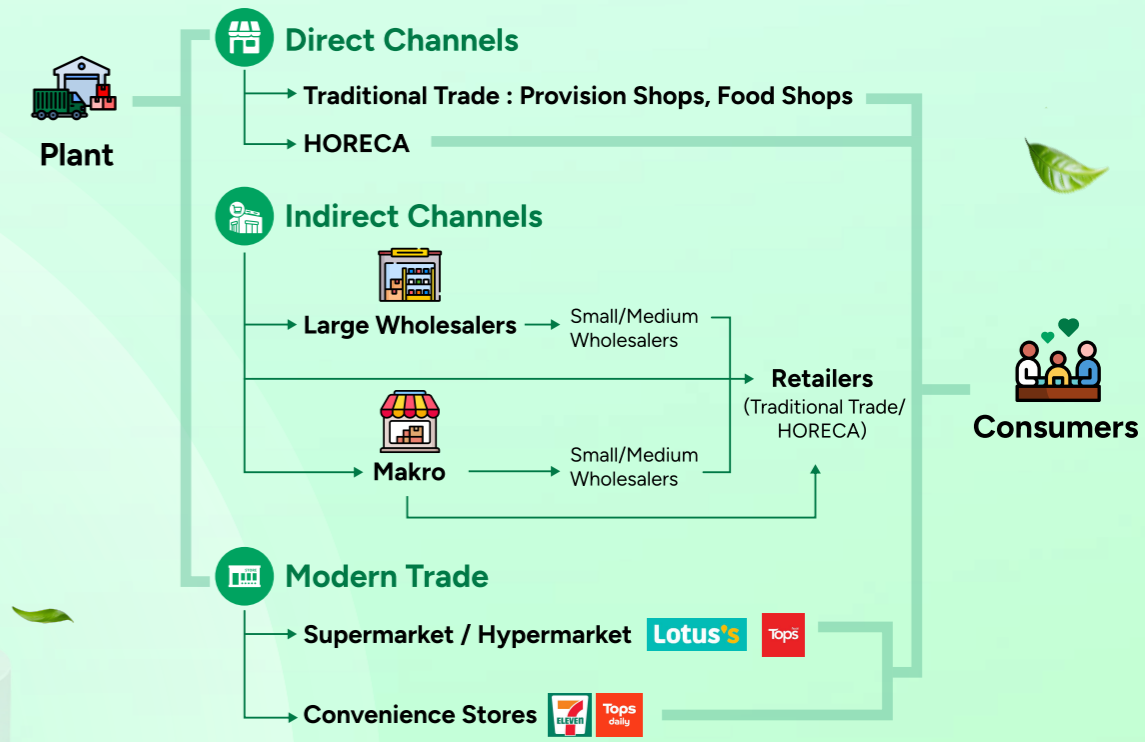 Plant
Direct Channels
Traditional Trade : Provision Shops, Food Shops
HORECA
Indirect Channels
Large Wholesalers
Small/Medium
Wholesalers
Retailers
(Traditional Trade/
HORECA)
Makro
Small/Medium
Wholesalers
Consumers
Modern Trade
Supermarket / Hypermarket
Lotus's
Tops
Convenience Stores
7
ELEVEN
Tops
daily